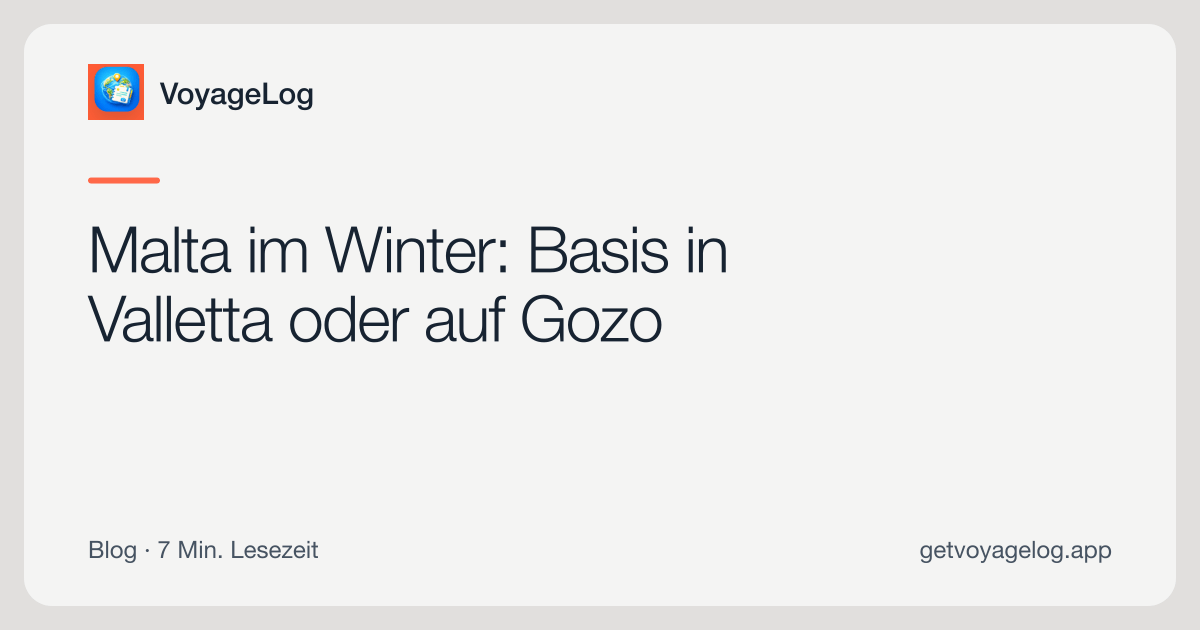 VoyageLog
Malta im Winter: Basis in
Valletta oder auf Gozo
Blog · 7 Min. Lesezeit
getvoyagelog.app